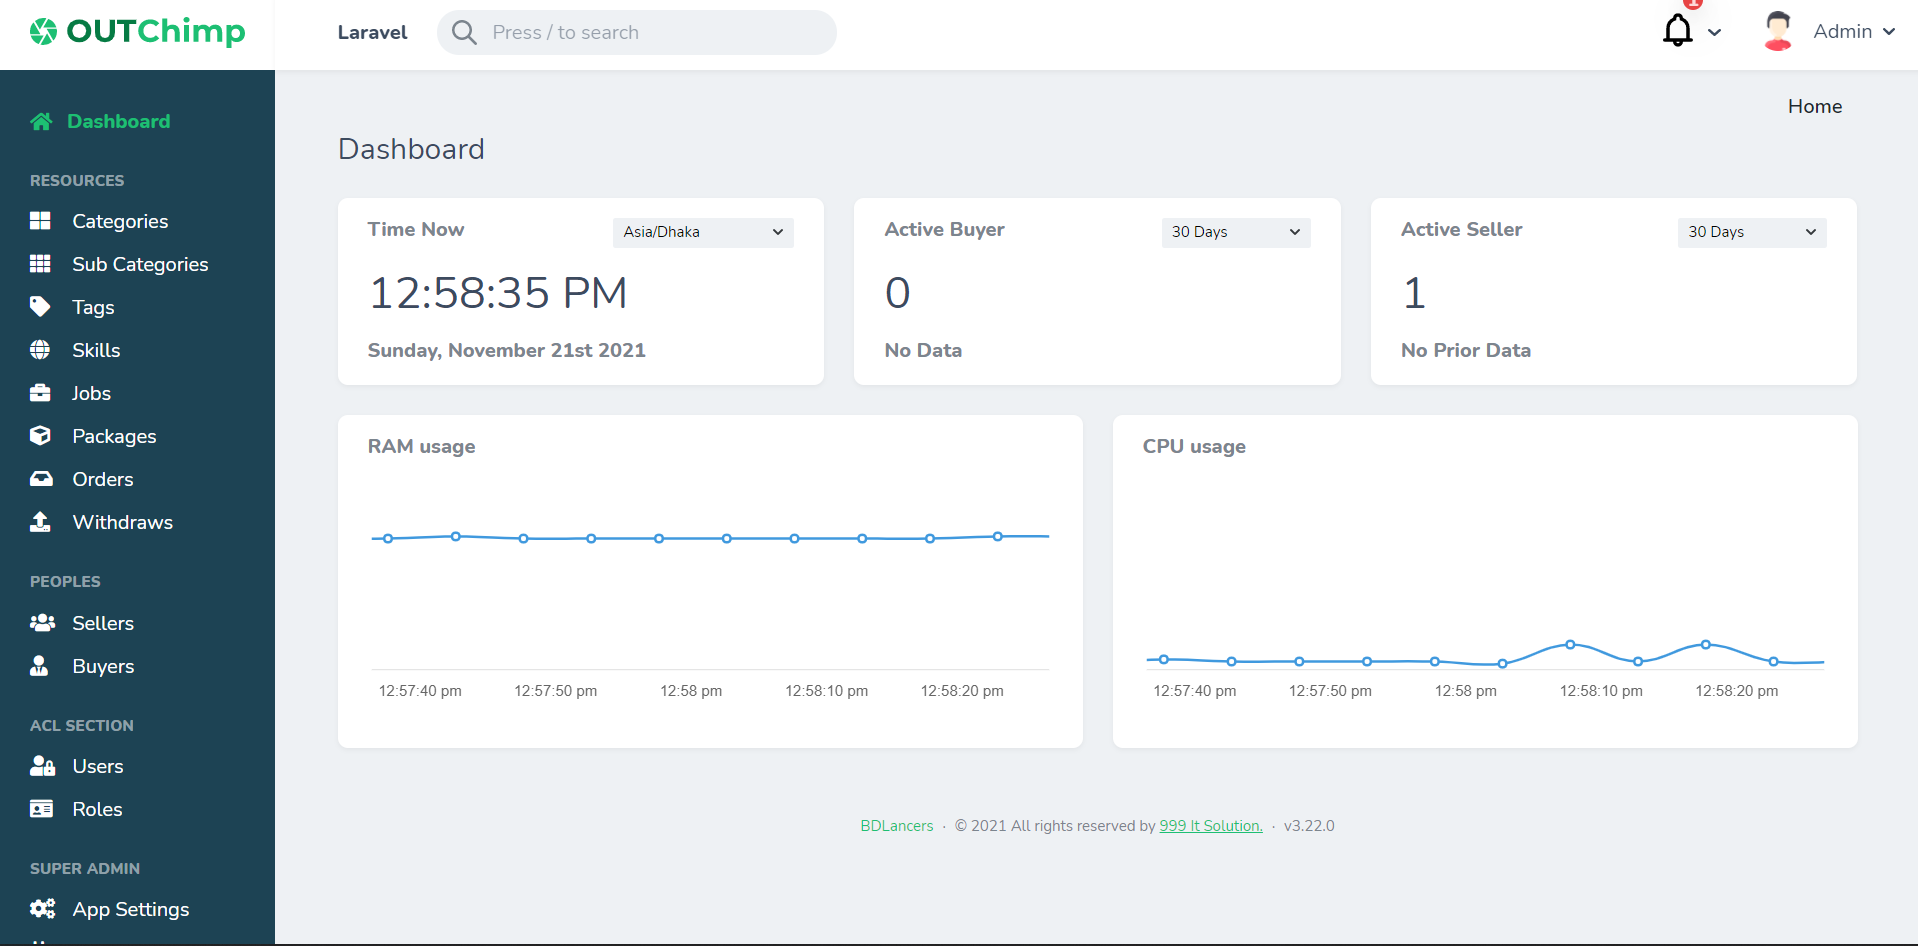 OUTChimp
Laravel
Press / to search
1
Admin
Dashboard
RESOURCES
Categories
Sub Categories
Tags
Skills
Jobs
Packages
Orders
Withdraws
PEOPLES
Sellers
Buyers
ACL SECTION
Users
Roles
SUPER ADMIN
App Settings
Home
Dashboard
Time Now
Asia/Dhaka
12:58:35 PM
Sunday, November 21st 2021
Active Buyer
30 Days
0
No Data
Active Seller
30 Days
1
No Prior Data
RAM usage
12:57:40 pm 12:57:50 pm 12:58 pm 12:58:10 pm 12:58:20 pm
CPU usage
12:57:40 pm 12:57:50 pm 12:58 pm 12:58:10 pm 12:58:20 pm
BDLancers · © 2021 All rights reserved by 999 It Solution. · v3.22.0